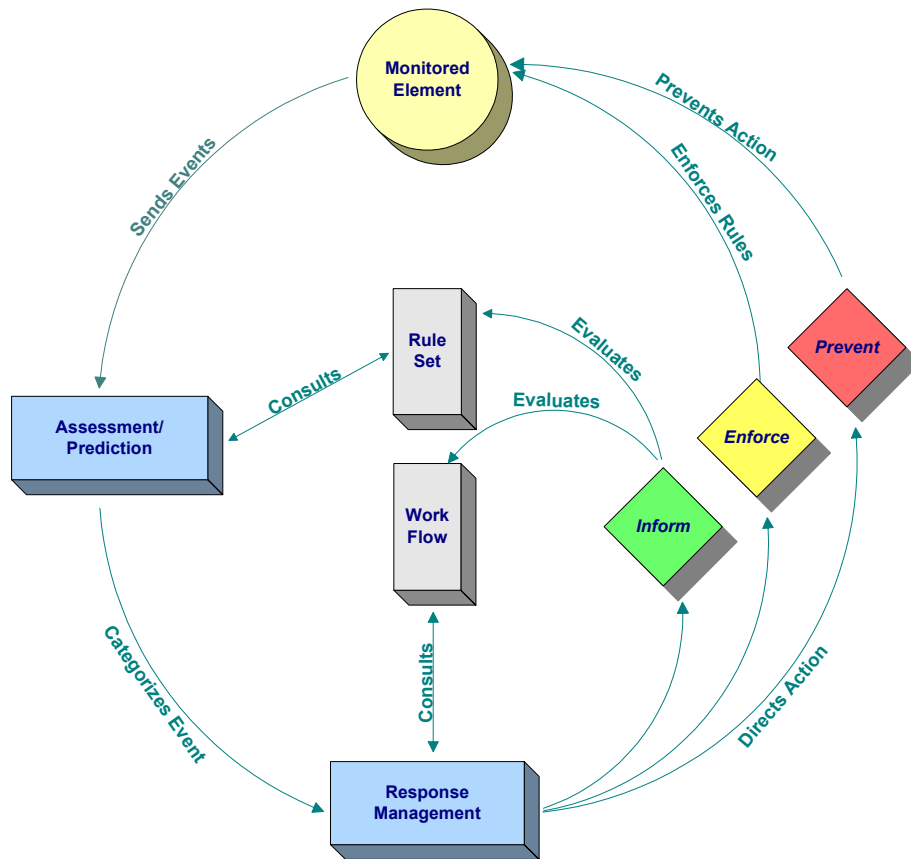 Monitored
Element
Prevents Action
Sends Events
Enforces Rules
Rule
Set
Evaluates
Prevent
Consults
Evaluates
Assessment/
Prediction
Enforce
Work
Flow
Inform
Categorizes Event
Consults
Directs Action
Response
Management